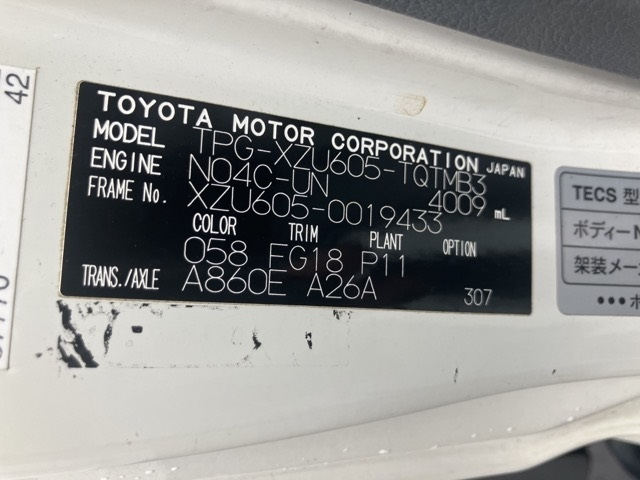 TOYOTA MOTOR CORPORATION JAPAN
MODEL TPG-XZU605-TQTMB3
ENGINE N04C-UN 4009 mL
FRAME No. XZU605-0019433
COLOR TRIM PLANT OPTION
058 FG18 P11
TRANS./AXLE A860E A26A 307
42
TECS 型
ボディーN
架装メー
•••ボ